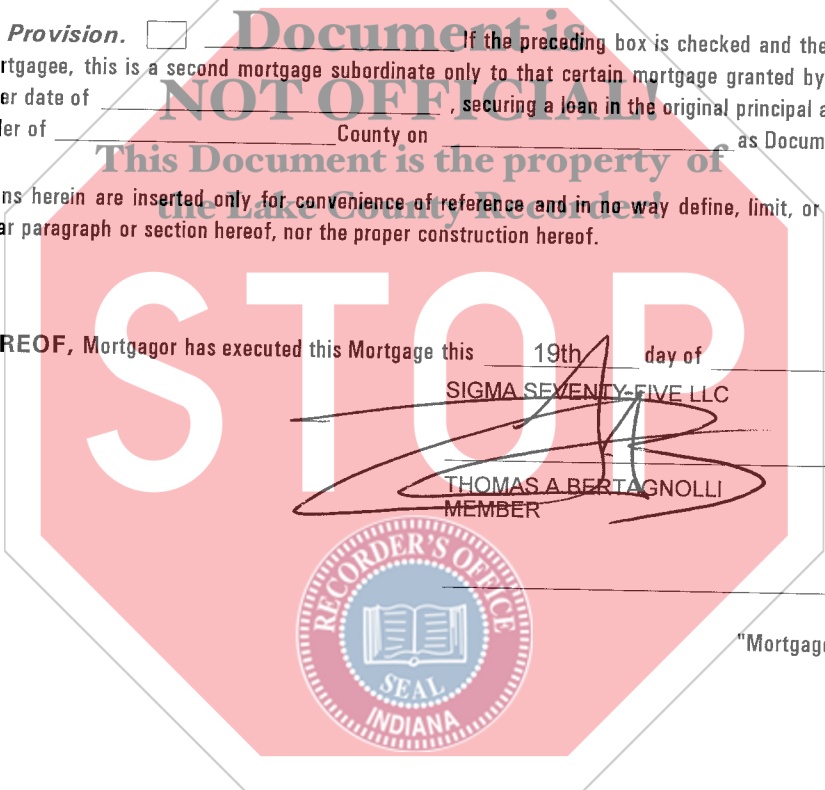 Provision. If the preceding box is checked and the
rtgagee, this is a second mortgage subordinate only to that certain mortgage granted by
er date of , securing a loan in the original principal a
ler of County on as Docum
Document is
NOT OFFICIAL!
This Document is the property of
the Lake County Recorder!
ns herein are inserted only for convenience of reference and in no way define, limit, or
ar paragraph or section hereof, nor the proper construction hereof.
STOP
REOF, Mortgagor has executed this Mortgage this 19th day of
SIGMA SEVENTY-FIVE LLC
THOMAS A BERTAGNOLLI
MEMBER
RECORDER'S OFFICE
SEAL
INDIANA
"Mortgag